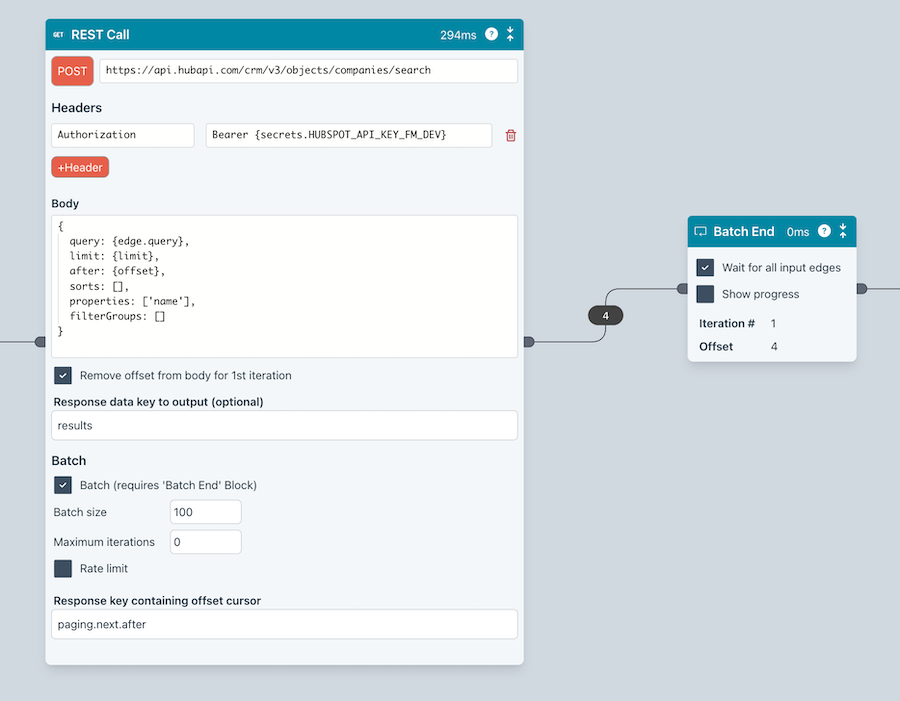 GET REST Call 294ms ?
POST https://api.hubapi.com/crm/v3/objects/companies/search
Headers
Authorization Bearer {secrets.HUBSPOT_API_KEY_FM_DEV}
+Header
Body
{
query: {edge.query},
limit: {limit},
after: {offset},
sorts: [],
properties: ['name'],
filterGroups: []
}
Remove offset from body for 1st iteration
Response data key to output (optional)
results
Batch
Batch (requires 'Batch End' Block)
Batch size 100
Maximum iterations 0
Rate limit
Response key containing offset cursor
paging.next.after
4
Batch End 0ms ?
Wait for all input edges
Show progress
Iteration # 1
Offset 4